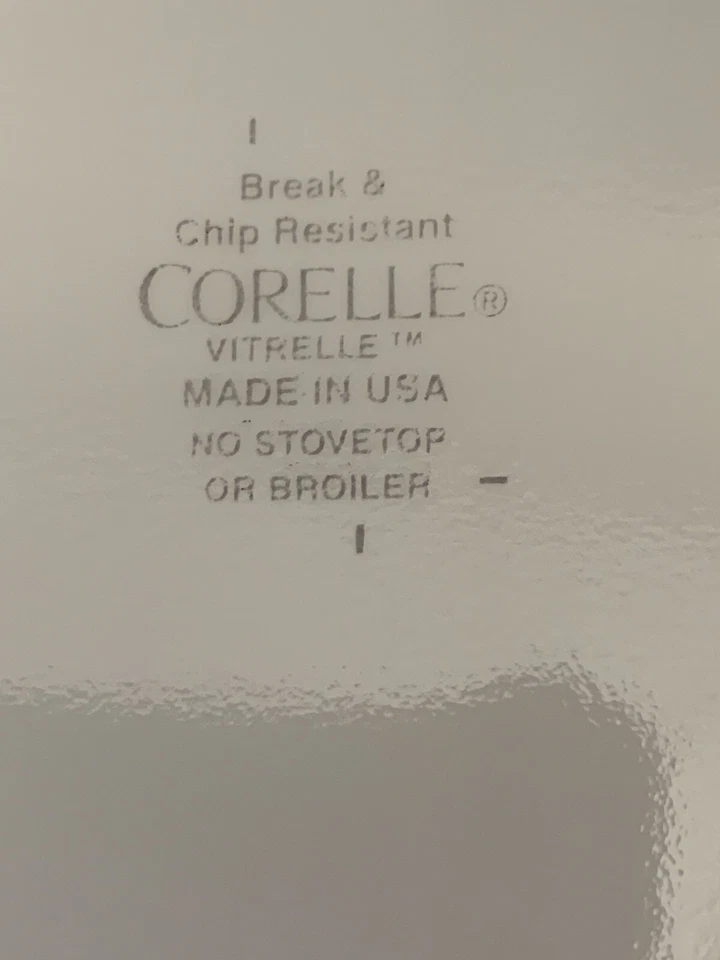 Break &
Chip Resistant
CORELLE®
VITRELLE™
MADE IN USA
NO STOVETOP
OR BROILER